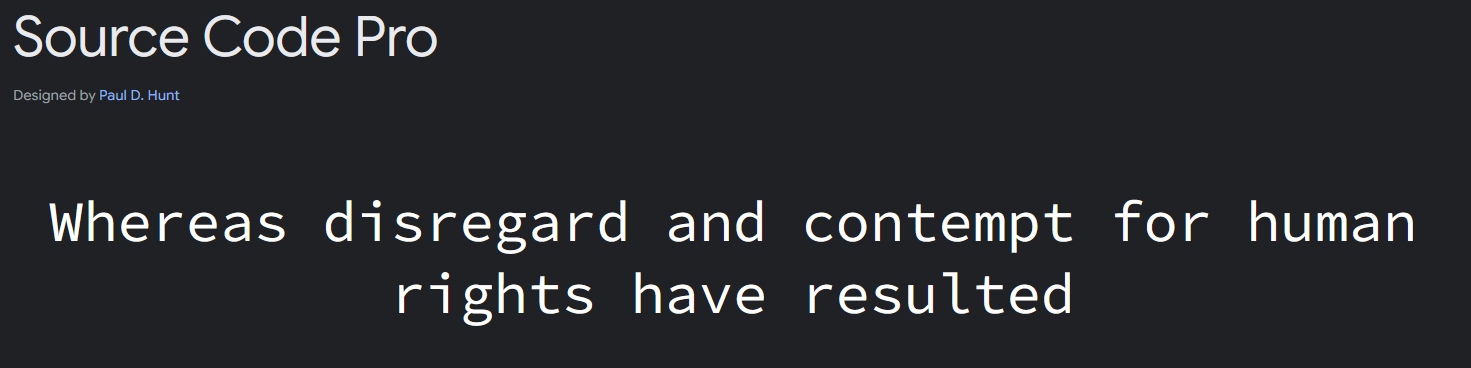 Source Code Pro
Designed by Paul D. Hunt
Whereas disregard and contempt for human
rights have resulted